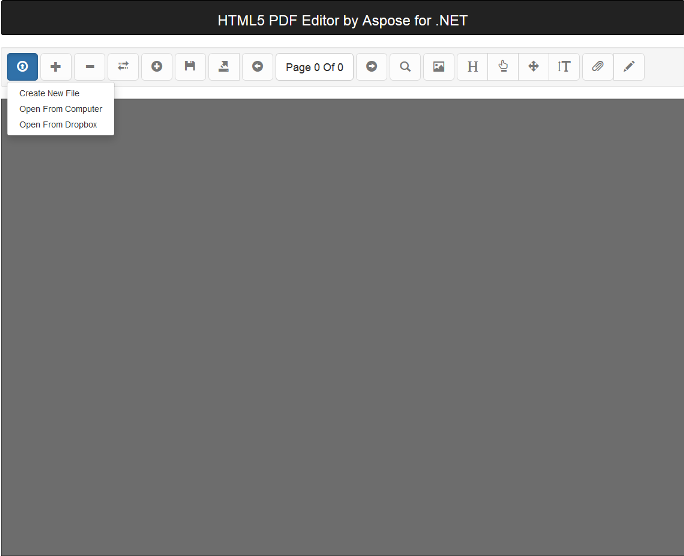 HTML5 PDF Editor by Aspose for .NET
Page 0 Of 0
H
T
Create New File
Open From Computer
Open From Dropbox